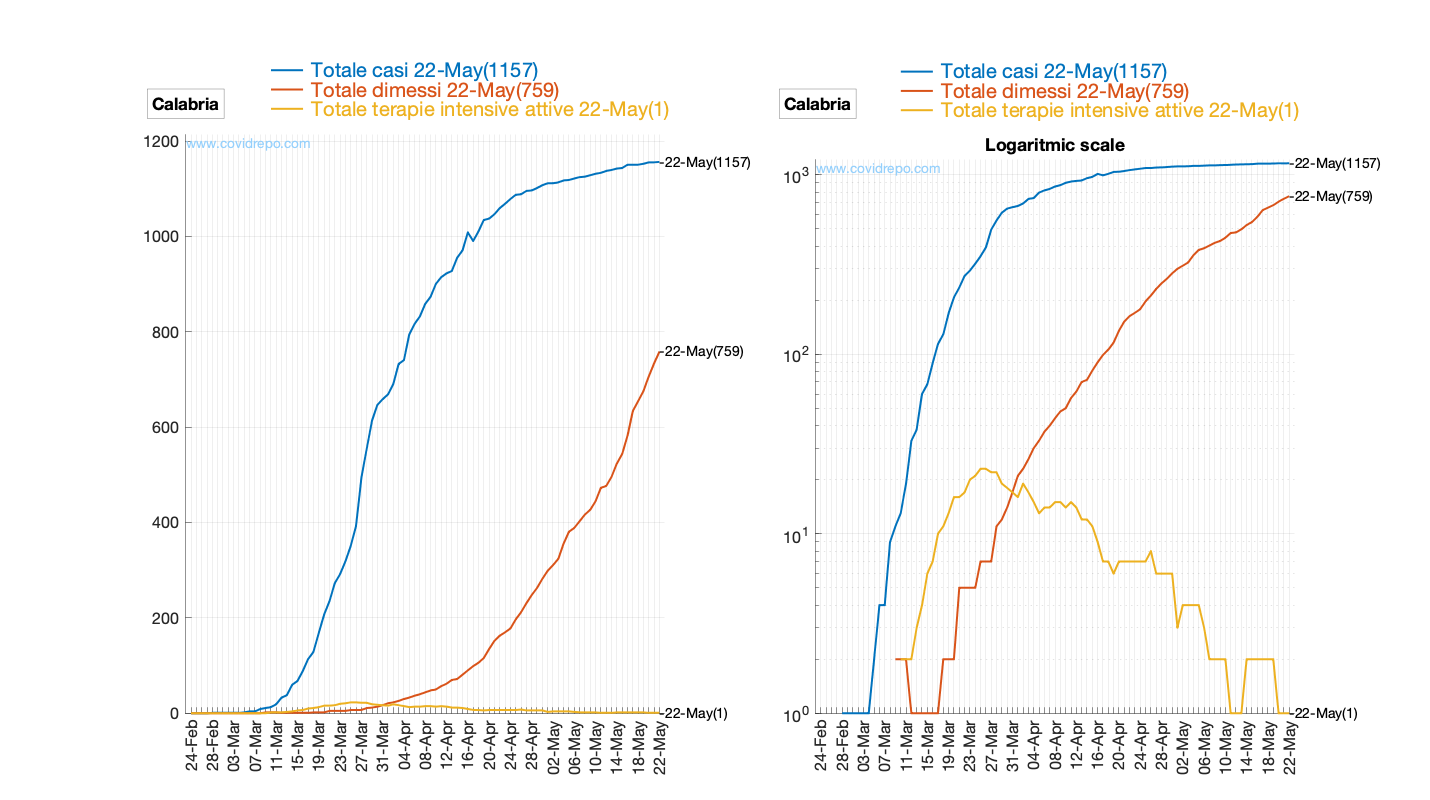 Totale casi 22-May(1157)
Totale dimessi 22-May(759)
Totale terapie intensive attive 22-May(1)
Calabria
www.covidrepo.com
1200
1000
800
600
400
200
0
22-May(1157)
22-May(759)
22-May(1)
24-Feb
28-Feb
03-Mar
07-Mar
11-Mar
15-Mar
19-Mar
23-Mar
27-Mar
31-Mar
04-Apr
08-Apr
12-Apr
16-Apr
20-Apr
24-Apr
28-Apr
02-May
06-May
10-May
14-May
18-May
22-May
Totale casi 22-May(1157)
Totale dimessi 22-May(759)
Totale terapie intensive attive 22-May(1)
Calabria
Logaritmic scale
www.covidrepo.com
10³
10²
10¹
10⁰
22-May(1157)
22-May(759)
22-May(1)
24-Feb
28-Feb
03-Mar
07-Mar
11-Mar
15-Mar
19-Mar
23-Mar
27-Mar
31-Mar
04-Apr
08-Apr
12-Apr
16-Apr
20-Apr
24-Apr
28-Apr
02-May
06-May
10-May
14-May
18-May
22-May